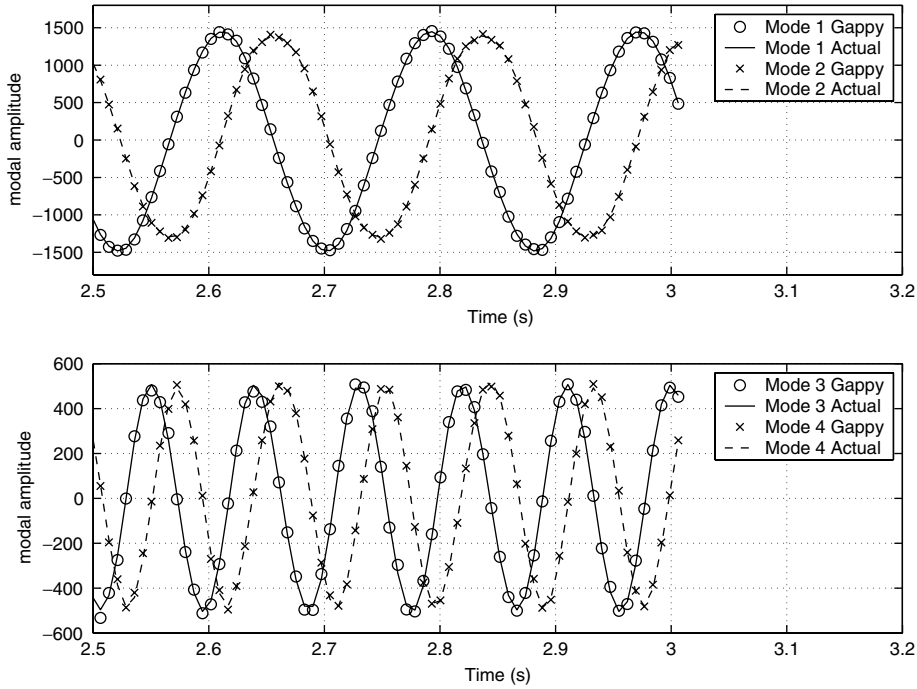 1500
1000
500
0
−500
−1000
−1500
modal amplitude
Mode 1 Gappy
Mode 1 Actual
Mode 2 Gappy
Mode 2 Actual
2.5 2.6 2.7 2.8 2.9 3 3.1 3.2
Time (s)
600
400
200
0
−200
−400
−600
modal amplitude
Mode 3 Gappy
Mode 3 Actual
Mode 4 Gappy
Mode 4 Actual
2.5 2.6 2.7 2.8 2.9 3 3.1 3.2
Time (s)